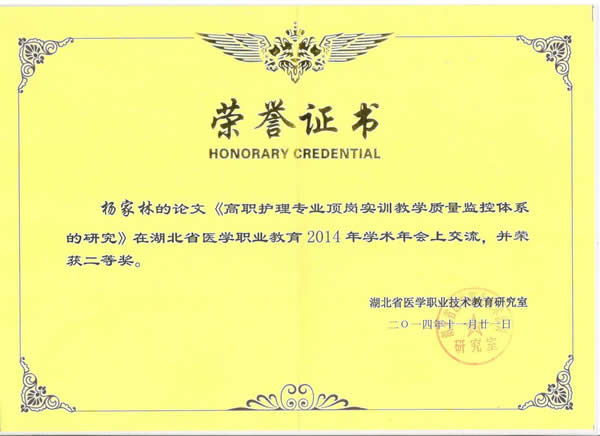 荣誉证书
HONORARY CREDENTIAL
杨家林的论文《高职护理专业顶岗实训教学质量监控体系
的研究》在湖北省医学职业教育2014年学术年会上交流，并荣
获二等奖。
湖北省医学职业技术教育研究室
二〇一四年十一月廿二日
研究室